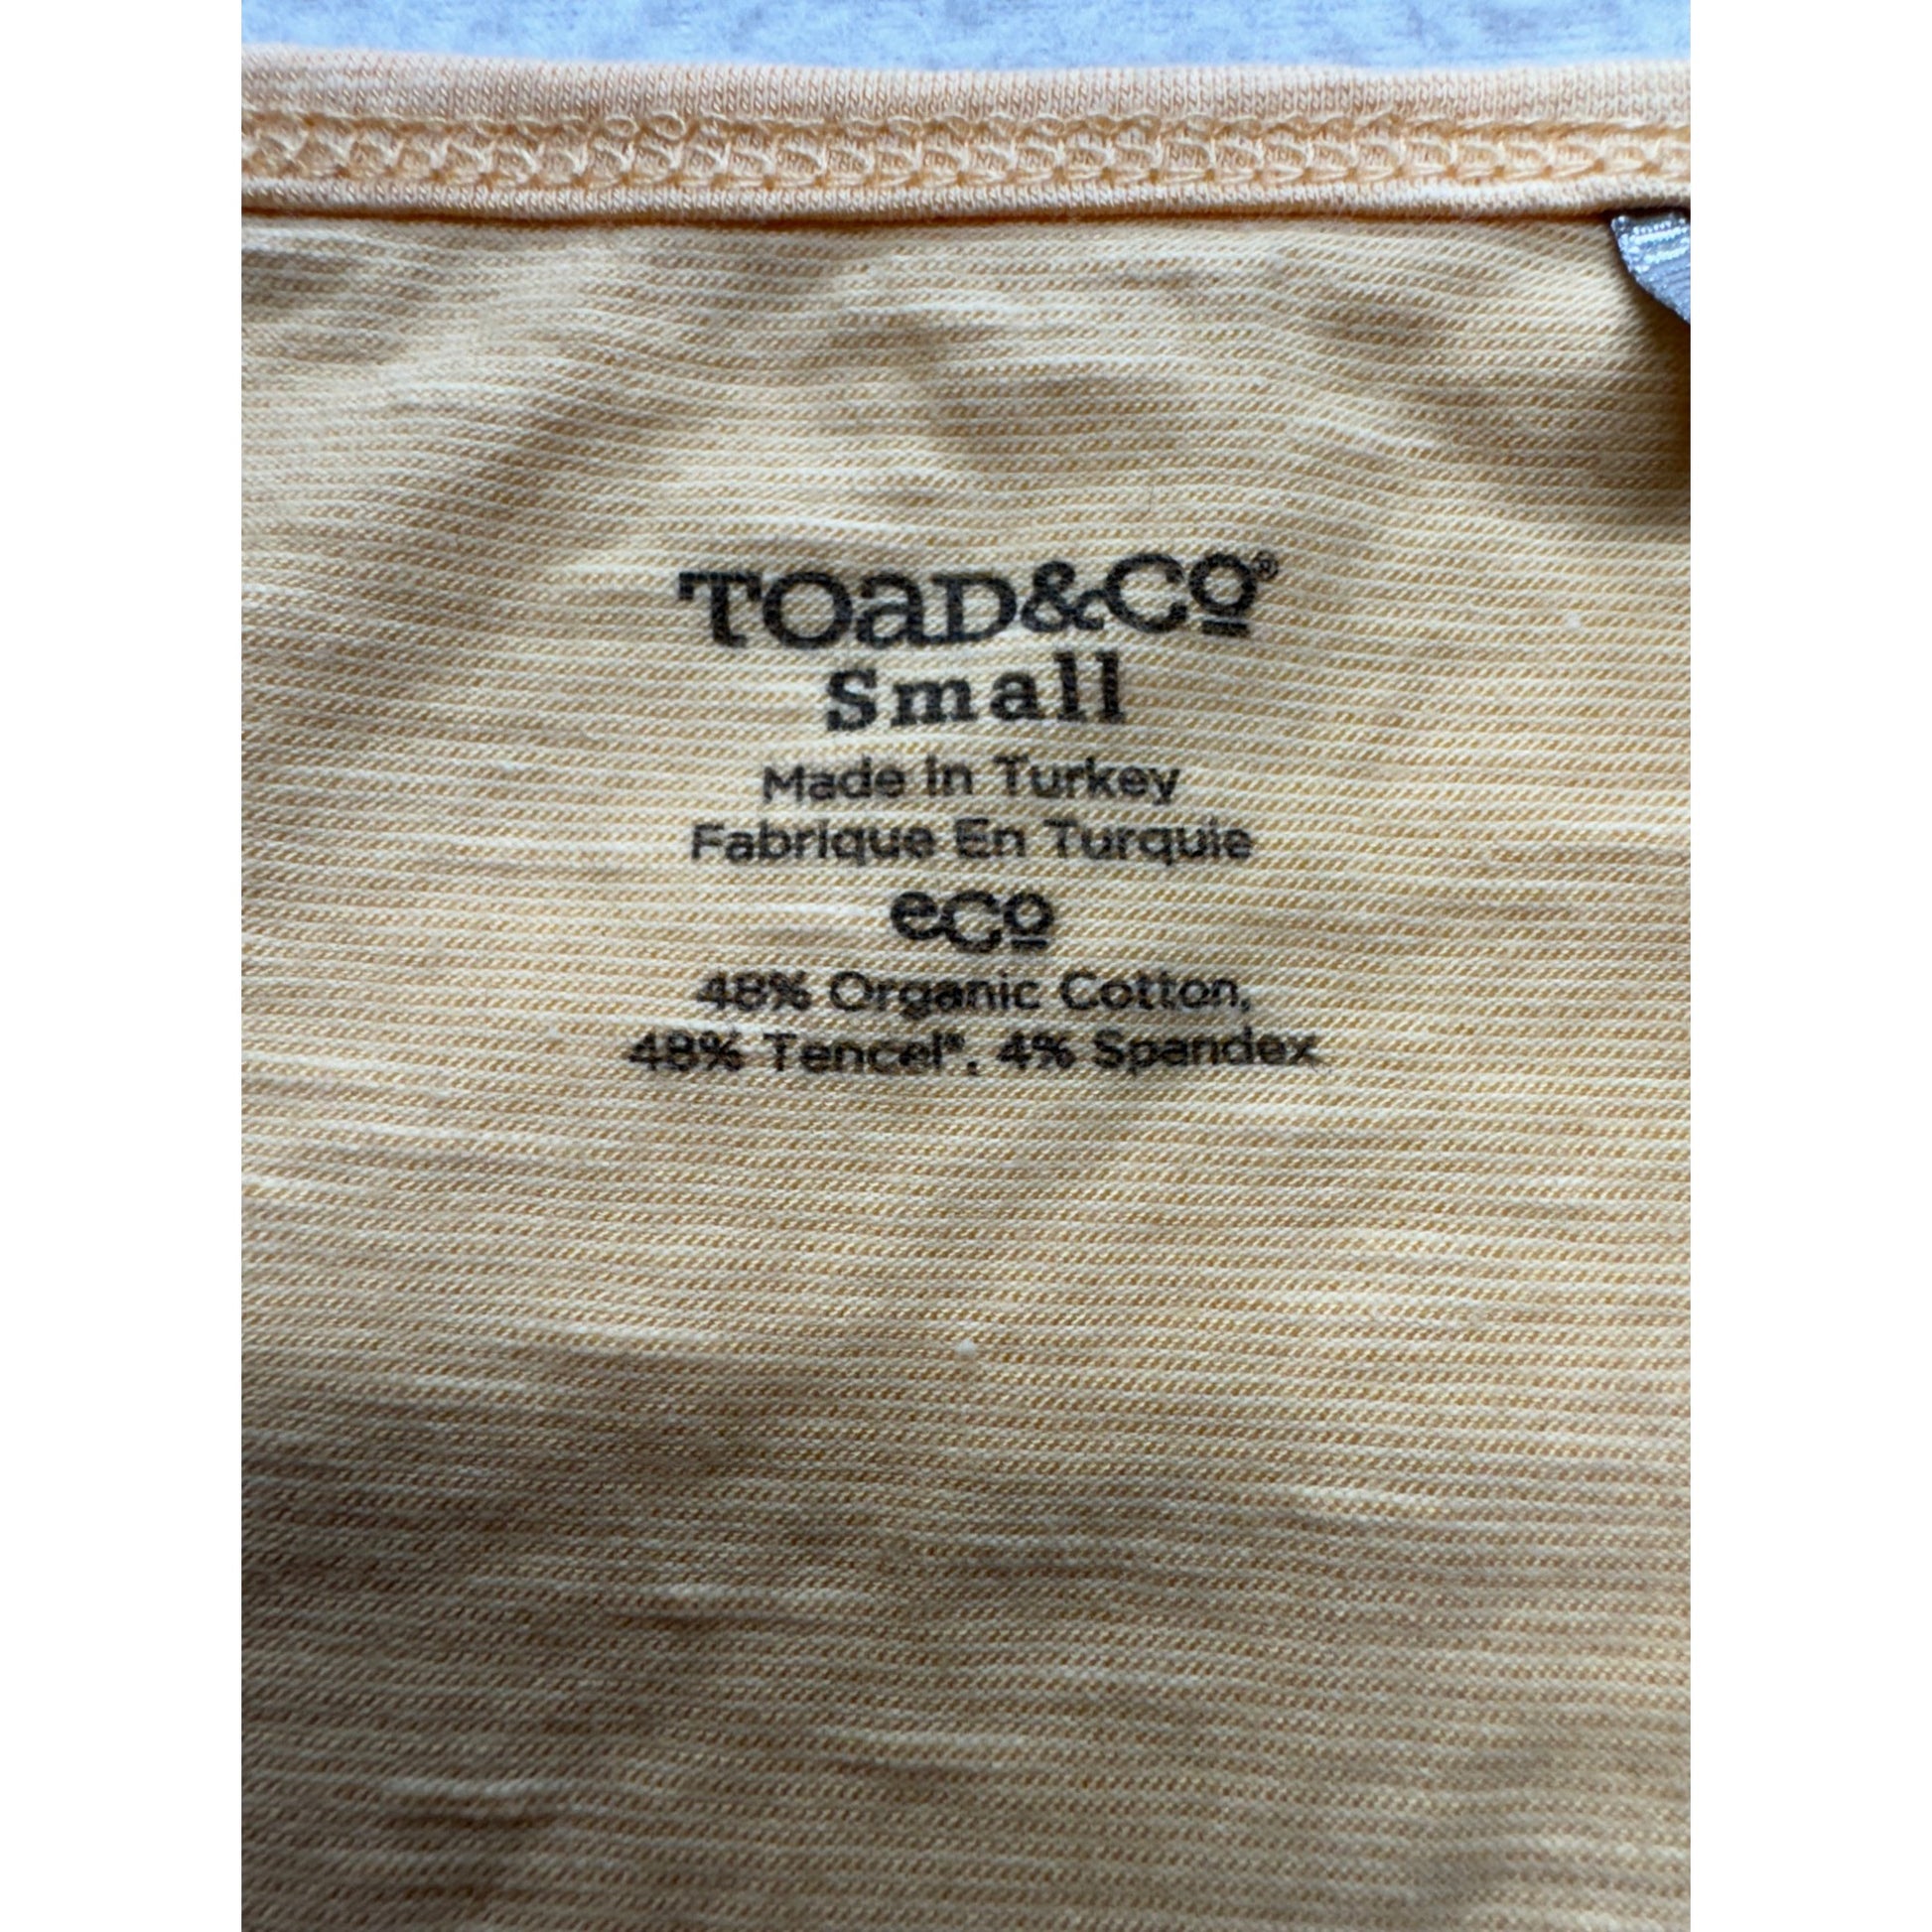 TOaD&Co®
Small
Made In Turkey
Fabrique En Turquie
eCo
48% Organic Cotton,
48% Tencel®, 4% Spandex